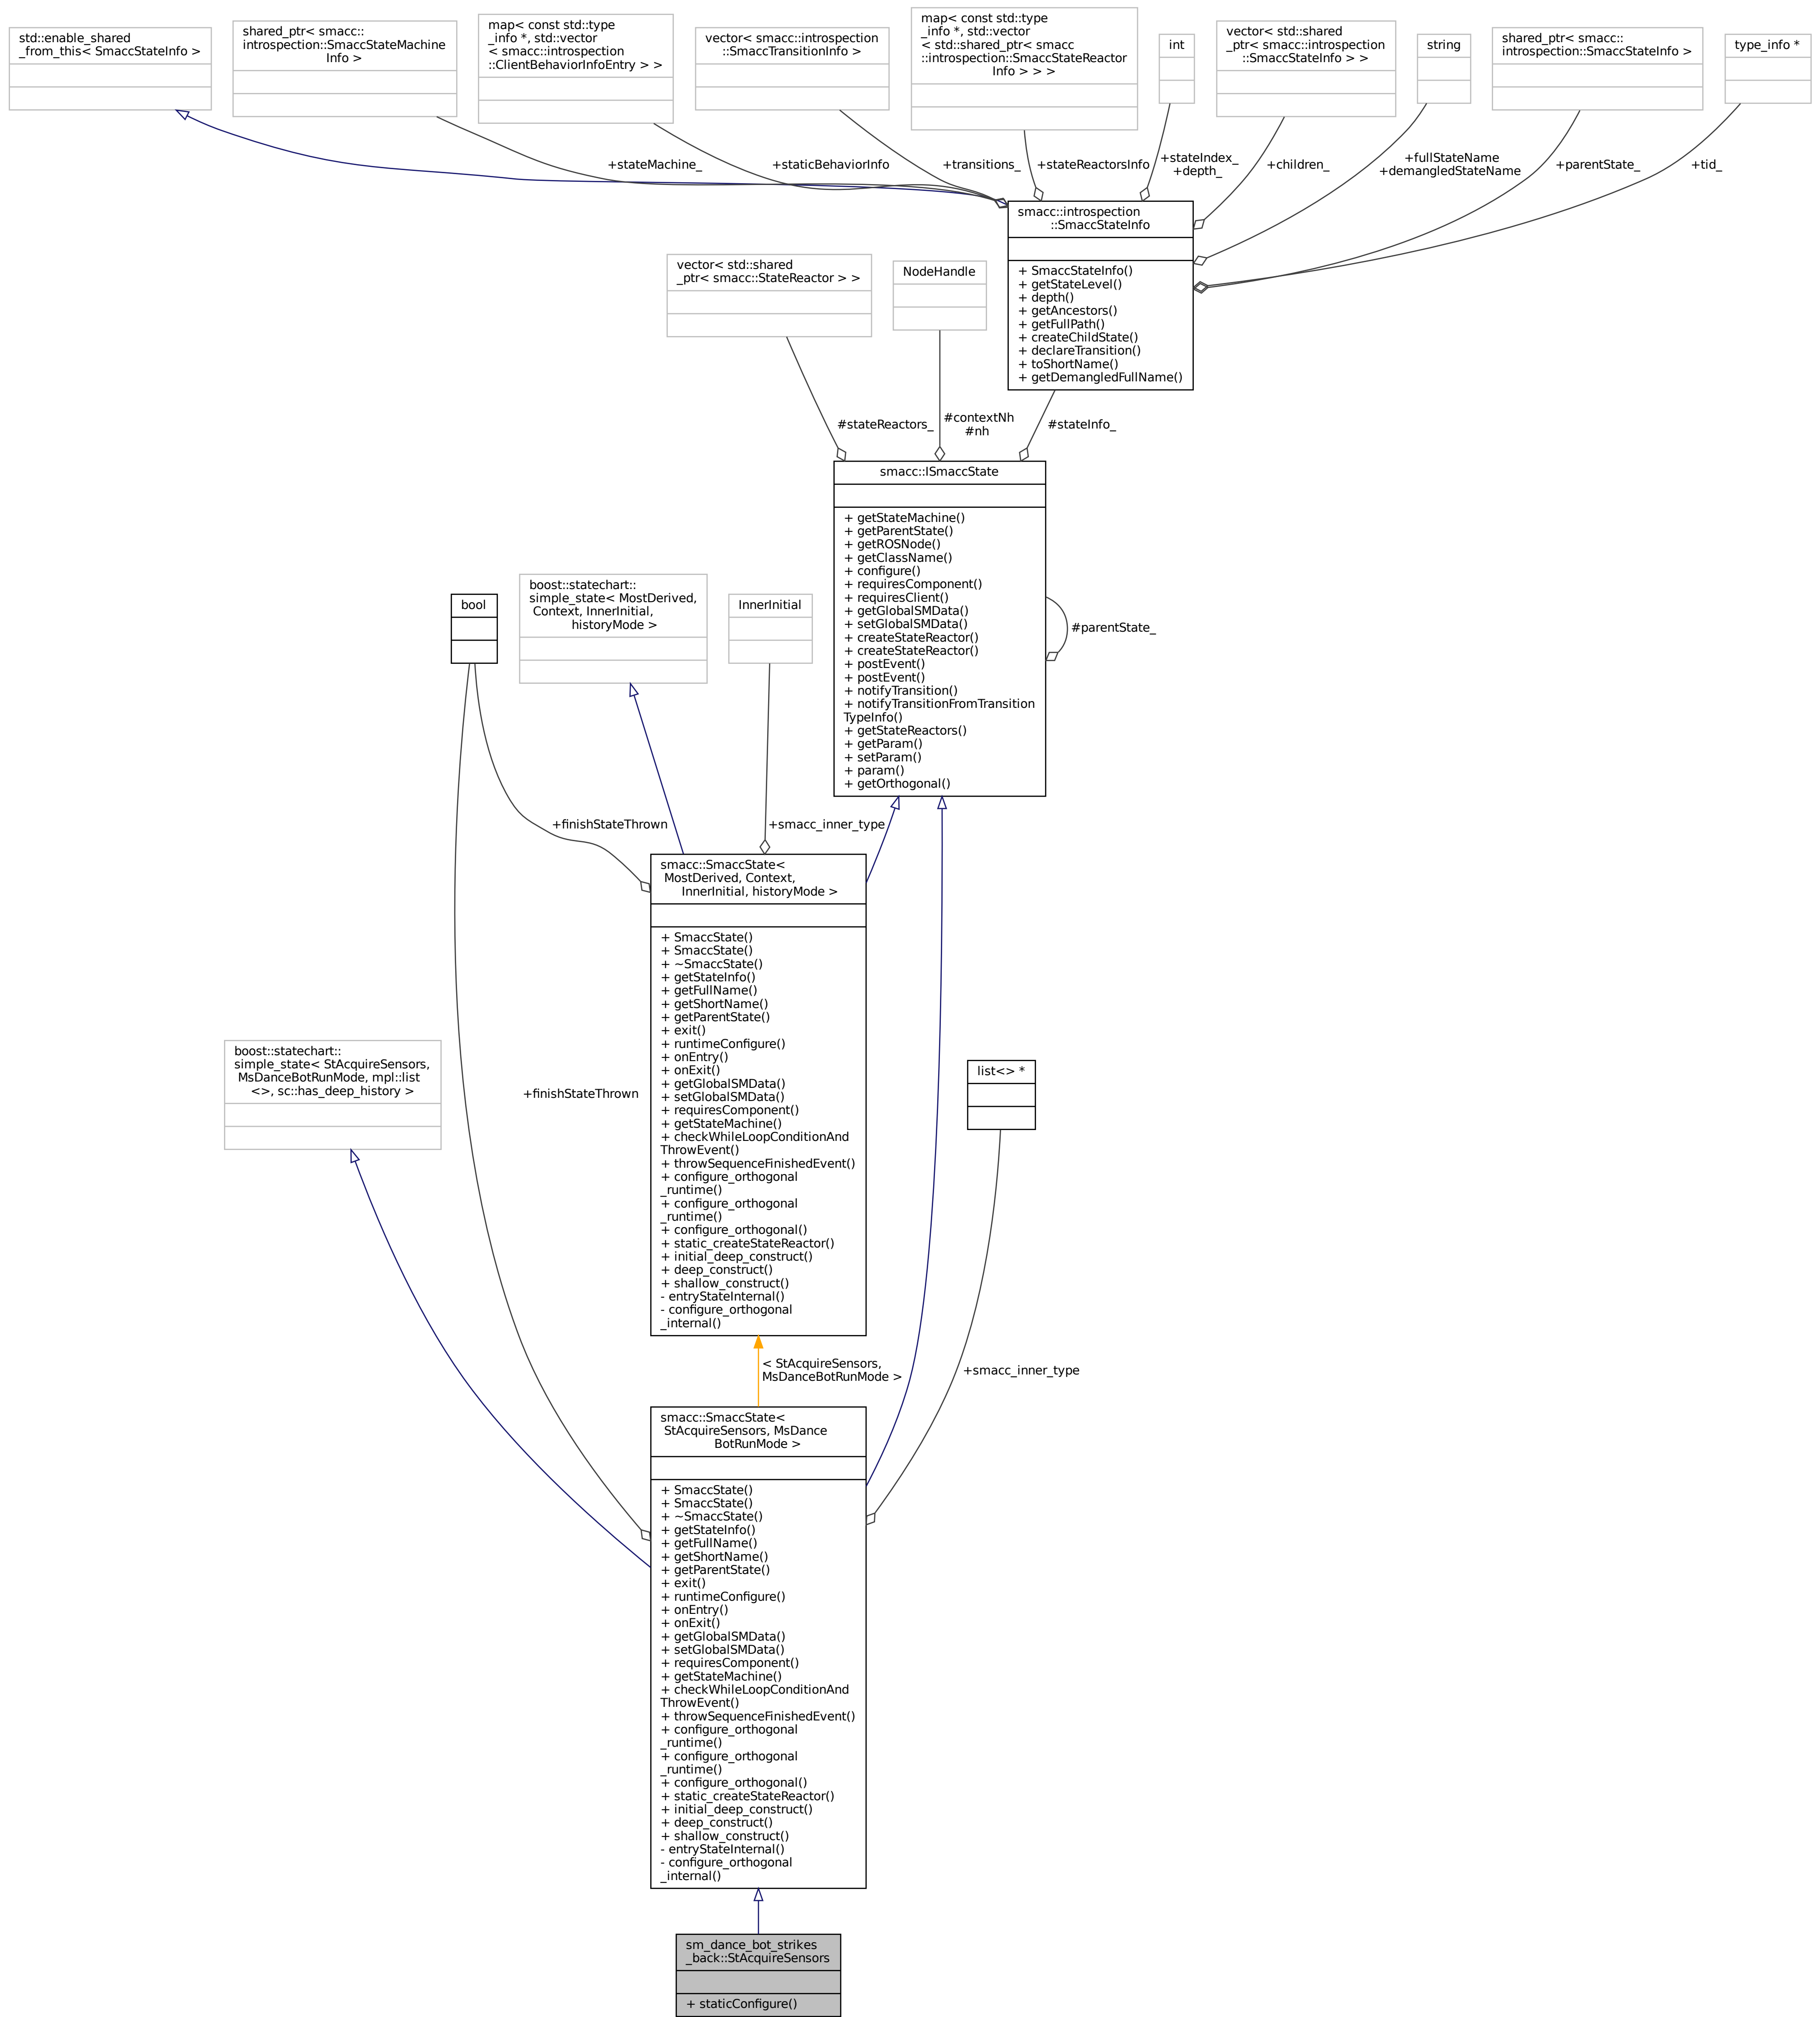 std::enable_shared
_from_this< SmaccStateInfo >
shared_ptr< smacc::
introspection::SmaccStateMachine
Info >
map< const std::type
_info *, std::vector
< smacc::introspection
::ClientBehaviorInfoEntry > >
vector< smacc::introspection
::SmaccTransitionInfo >
map< const std::type
_info *, std::vector
< std::shared_ptr< smacc
::introspection::SmaccStateReactor
Info > > >
int
vector< std::shared
_ptr< smacc::introspection
::SmaccStateInfo > >
string
shared_ptr< smacc::
introspection::SmaccStateInfo >
type_info *
+stateMachine_
+staticBehaviorInfo
+transitions_
+stateReactorsInfo
+stateIndex_
+depth_
+children_
+fullStateName
+demangledStateName
+parentState_
+tid_
smacc::introspection
::SmaccStateInfo
+ SmaccStateInfo()
+ getStateLevel()
+ depth()
+ getAncestors()
+ getFullPath()
+ createChildState()
+ declareTransition()
+ toShortName()
+ getDemangledFullName()
vector< std::shared
_ptr< smacc::StateReactor > >
NodeHandle
#stateReactors_
#contextNh
#nh
#stateInfo_
smacc::ISmaccState
+ getStateMachine()
+ getParentState()
+ getROSNode()
+ getClassName()
+ configure()
+ requiresComponent()
+ requiresClient()
+ getGlobalSMData()
+ setGlobalSMData()
+ createStateReactor()
+ createStateReactor()
+ postEvent()
+ postEvent()
+ notifyTransition()
+ notifyTransitionFromTransition
TypeInfo()
+ getStateReactors()
+ getParam()
+ setParam()
+ param()
+ getOrthogonal()
#parentState_
bool
boost::statechart::
simple_state< MostDerived,
Context, InnerInitial,
historyMode >
InnerInitial
+finishStateThrown
+smacc_inner_type
smacc::SmaccState<
MostDerived, Context,
InnerInitial, historyMode >
+ SmaccState()
+ SmaccState()
+ ~SmaccState()
+ getStateInfo()
+ getFullName()
+ getShortName()
+ getParentState()
+ exit()
+ runtimeConfigure()
+ onEntry()
+ onExit()
+ getGlobalSMData()
+ setGlobalSMData()
+ requiresComponent()
+ getStateMachine()
+ checkWhileLoopConditionAnd
ThrowEvent()
+ throwSequenceFinishedEvent()
+ configure_orthogonal
_runtime()
+ configure_orthogonal
_runtime()
+ configure_orthogonal()
+ static_createStateReactor()
+ initial_deep_construct()
+ deep_construct()
+ shallow_construct()
- entryStateInternal()
- configure_orthogonal
_internal()
boost::statechart::
simple_state< StAcquireSensors,
MsDanceBotRunMode, mpl::list
<>, sc::has_deep_history >
+finishStateThrown
list<> *
< StAcquireSensors,
MsDanceBotRunMode >
+smacc_inner_type
smacc::SmaccState<
StAcquireSensors, MsDance
BotRunMode >
+ SmaccState()
+ SmaccState()
+ ~SmaccState()
+ getStateInfo()
+ getFullName()
+ getShortName()
+ getParentState()
+ exit()
+ runtimeConfigure()
+ onEntry()
+ onExit()
+ getGlobalSMData()
+ setGlobalSMData()
+ requiresComponent()
+ getStateMachine()
+ checkWhileLoopConditionAnd
ThrowEvent()
+ throwSequenceFinishedEvent()
+ configure_orthogonal
_runtime()
+ configure_orthogonal
_runtime()
+ configure_orthogonal()
+ static_createStateReactor()
+ initial_deep_construct()
+ deep_construct()
+ shallow_construct()
- entryStateInternal()
- configure_orthogonal
_internal()
sm_dance_bot_strikes
_back::StAcquireSensors
+ staticConfigure()